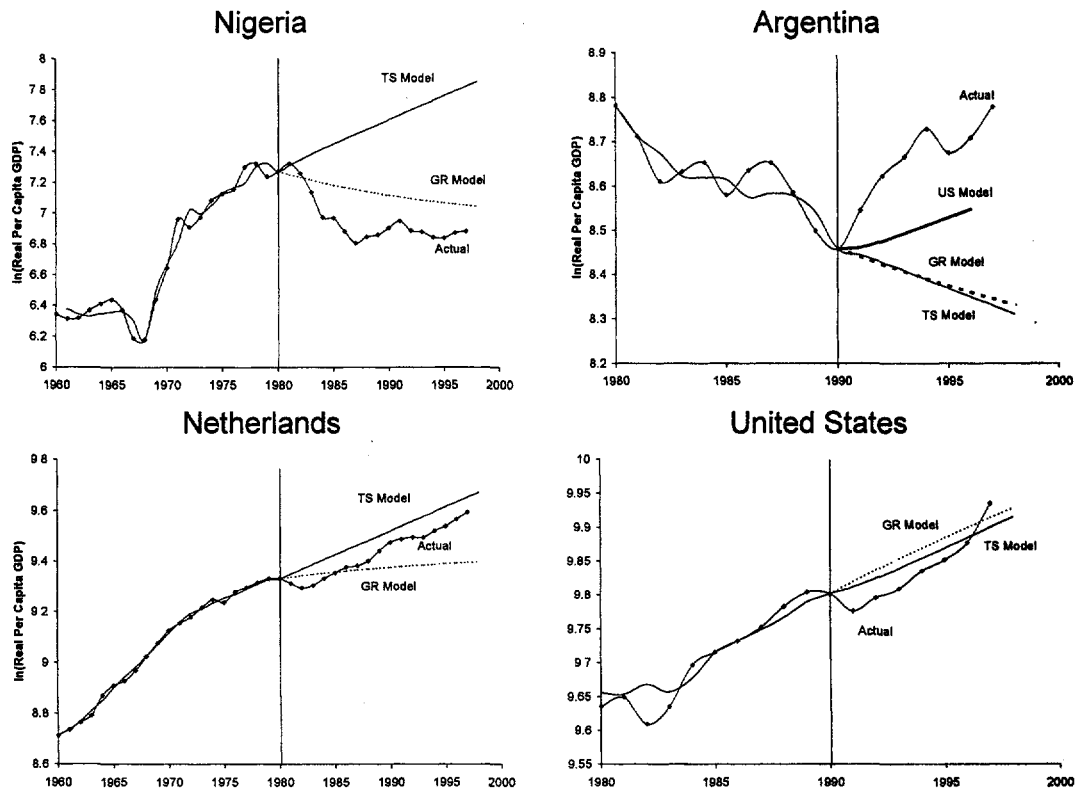 Nigeria
ln(Real Per Capita GDP)
8
7.8
7.6
7.4
7.2
7
6.8
6.6
6.4
6.2
6
1960 1965 1970 1975 1980 1985 1990 1995 2000
TS Model
GR Model
Actual
Argentina
ln(Real Per Capita GDP)
8.9
8.8
8.7
8.6
8.5
8.4
8.3
8.2
1980 1985 1990 1995 2000
Actual
US Model
GR Model
TS Model
Netherlands
ln(Real Per Capita GDP)
9.8
9.6
9.4
9.2
9
8.8
8.6
1960 1965 1970 1975 1980 1985 1990 1995 2000
TS Model
Actual
GR Model
United States
ln(Real Per Capita GDP)
10
9.95
9.9
9.85
9.8
9.75
9.7
9.65
9.6
9.55
1980 1985 1990 1995 2000
GR Model
TS Model
Actual